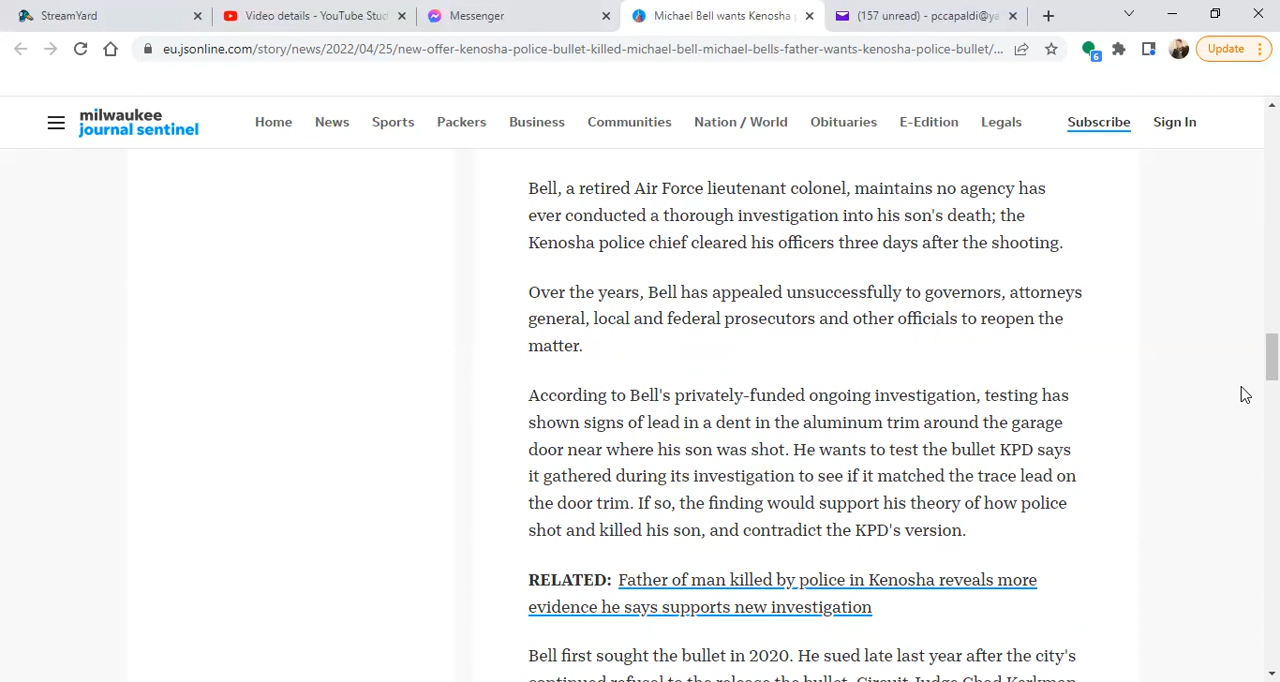 StreamYard
Video details - YouTube Stud
Messenger
Michael Bell wants Kenosha p
(157 unread) - pccapaldi@ya
eu.jsonline.com/story/news/2022/04/25/new-offer-kenosha-police-bullet-killed-michael-bell-michael-bells-father-wants-kenosha-police-bullet/...
6
Update
milwaukee
journal sentinel
Home News Sports Packers Business Communities Nation / World Obituaries E-Edition Legals Subscribe Sign In
Bell, a retired Air Force lieutenant colonel, maintains no agency has
ever conducted a thorough investigation into his son's death; the
Kenosha police chief cleared his officers three days after the shooting.
Over the years, Bell has appealed unsuccessfully to governors, attorneys
general, local and federal prosecutors and other officials to reopen the
matter.
According to Bell's privately-funded ongoing investigation, testing has
shown signs of lead in a dent in the aluminum trim around the garage
door near where his son was shot. He wants to test the bullet KPD says
it gathered during its investigation to see if it matched the trace lead on
the door trim. If so, the finding would support his theory of how police
shot and killed his son, and contradict the KPD's version.
RELATED: Father of man killed by police in Kenosha reveals more
evidence he says supports new investigation
Bell first sought the bullet in 2020. He sued late last year after the city's
continued refusal to the release the bullet. Circuit Judge Chad Kerkman